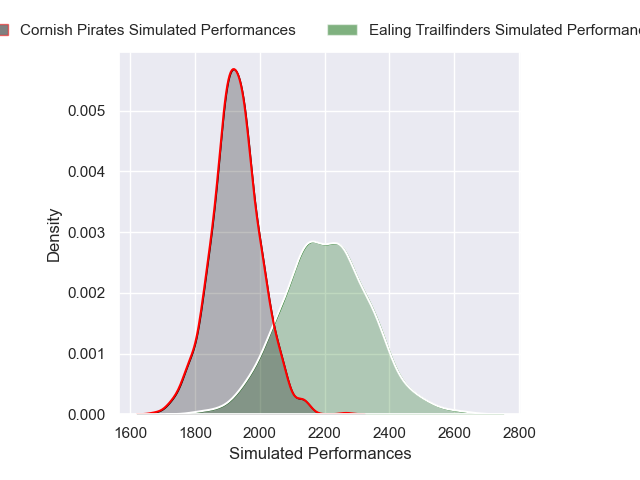 Cornish Pirates Simulated Performances
Ealing Trailfinders Simulated
0.005
0.004
0.003
0.002
0.001
0.000
Density
1600 1800 2000 2200 2400 2600 2800
Simulated Performances